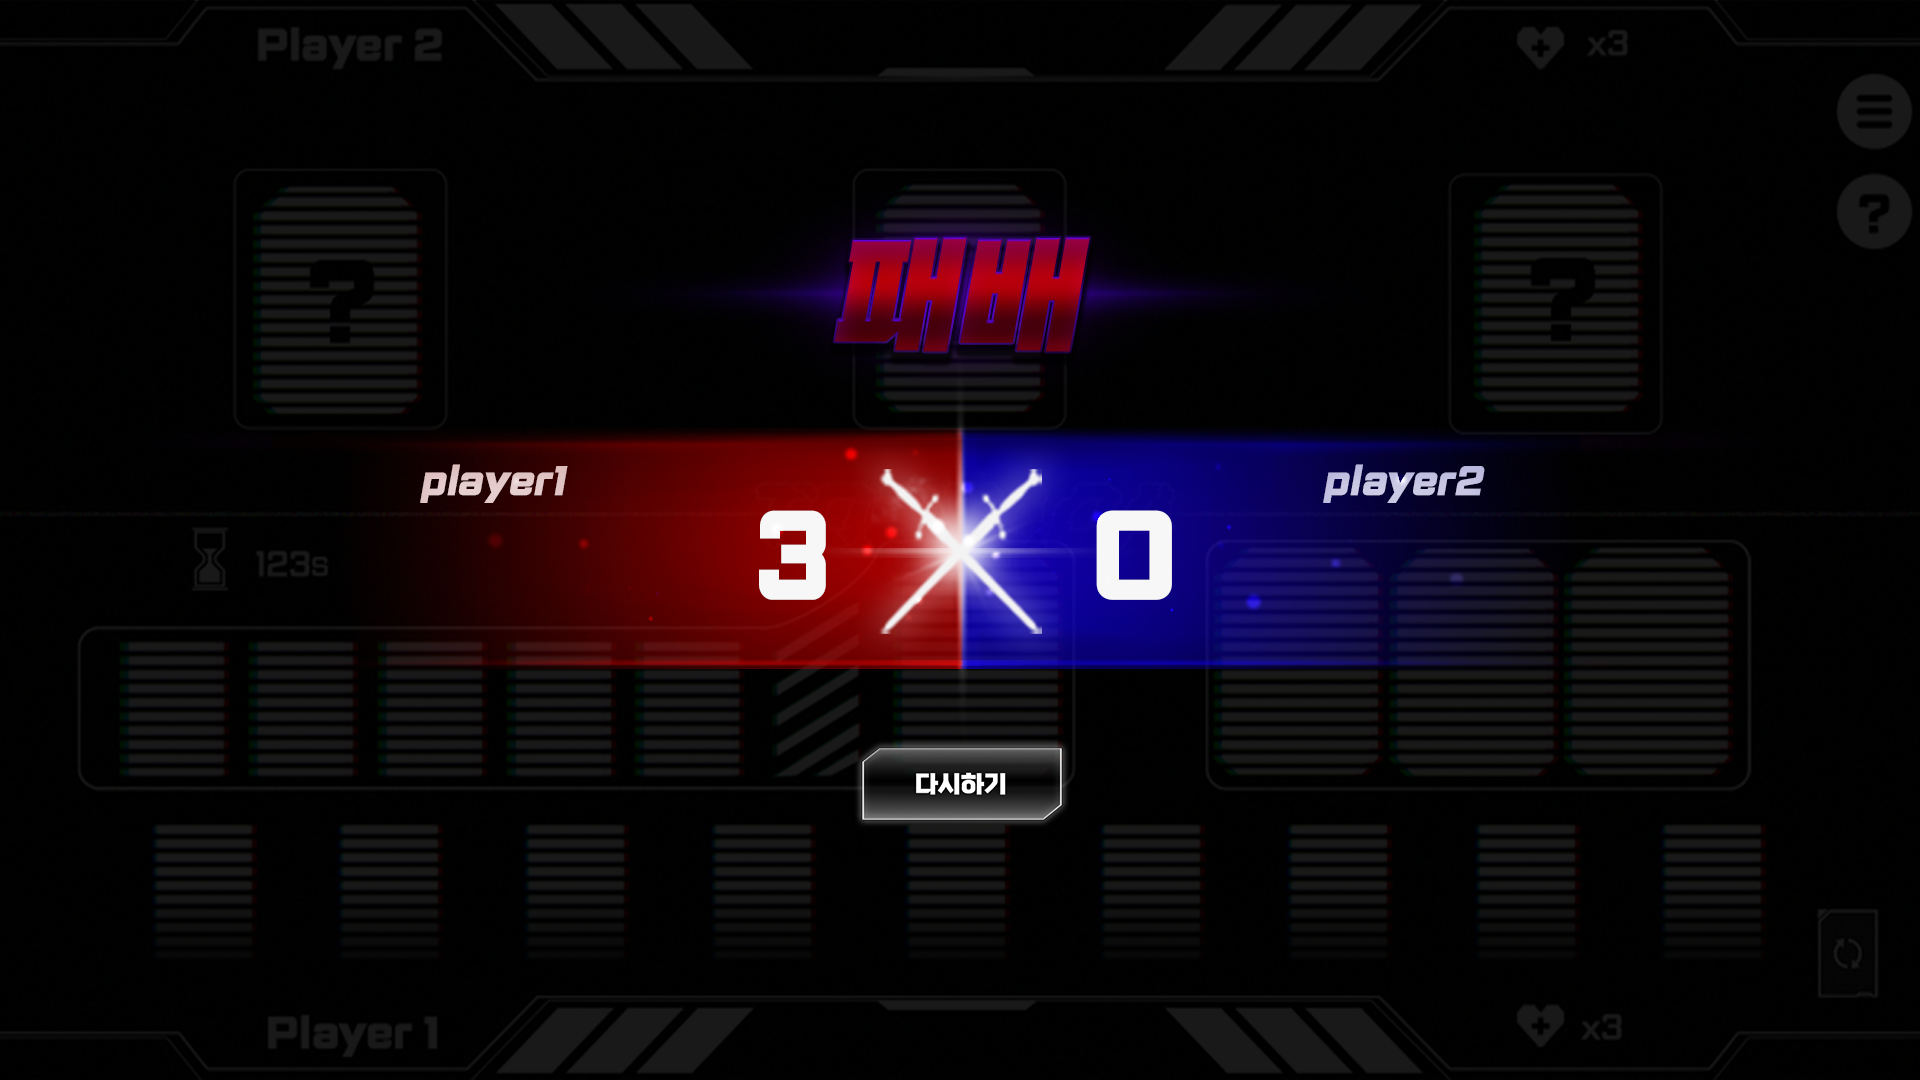 Player 2
x3
?
?
?
패배
player1
player2
3
0
123s
다시하기
Player 1
x3